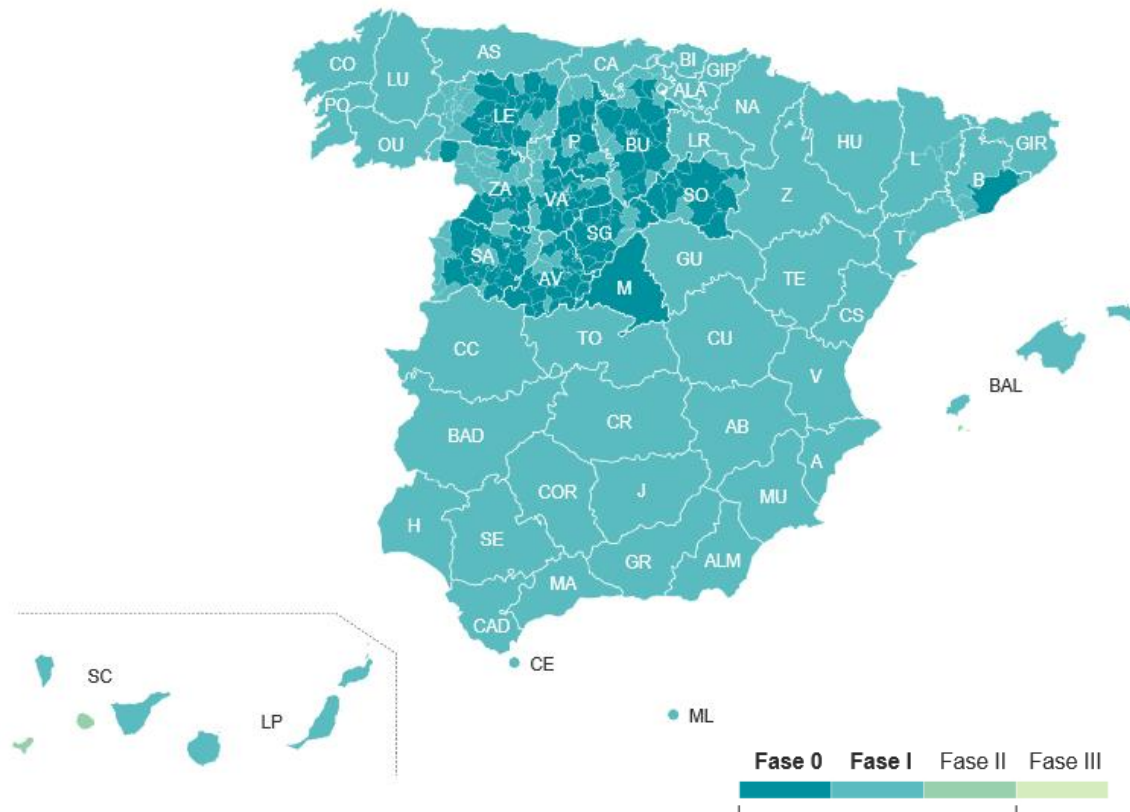 AS
CA
BI
GIP
CO
LU
ALA
NA
PO
LE
P
BU
LR
HU
L
GIR
OU
B
ZA
VA
SO
Z
SG
T
SA
AV
M
GU
TE
CS
CC
TO
CU
V
BAL
BAD
CR
AB
A
COR
J
MU
H
SE
GR
ALM
MA
CAD
CE
SC
LP
ML
Fase 0 Fase I Fase II Fase III